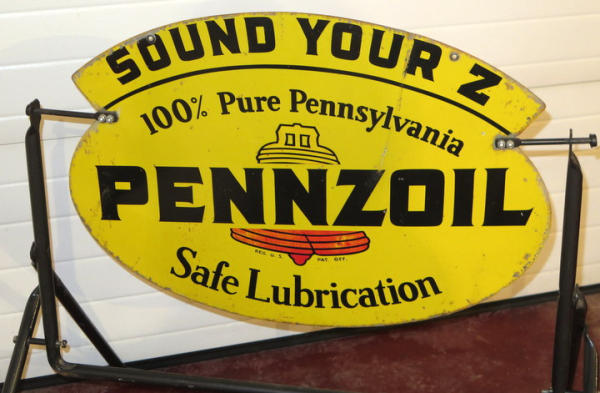 SOUND YOUR Z
100% Pure Pennsylvania
PENNZOIL
REG. U.S. PAT. OFF.
Safe Lubrication